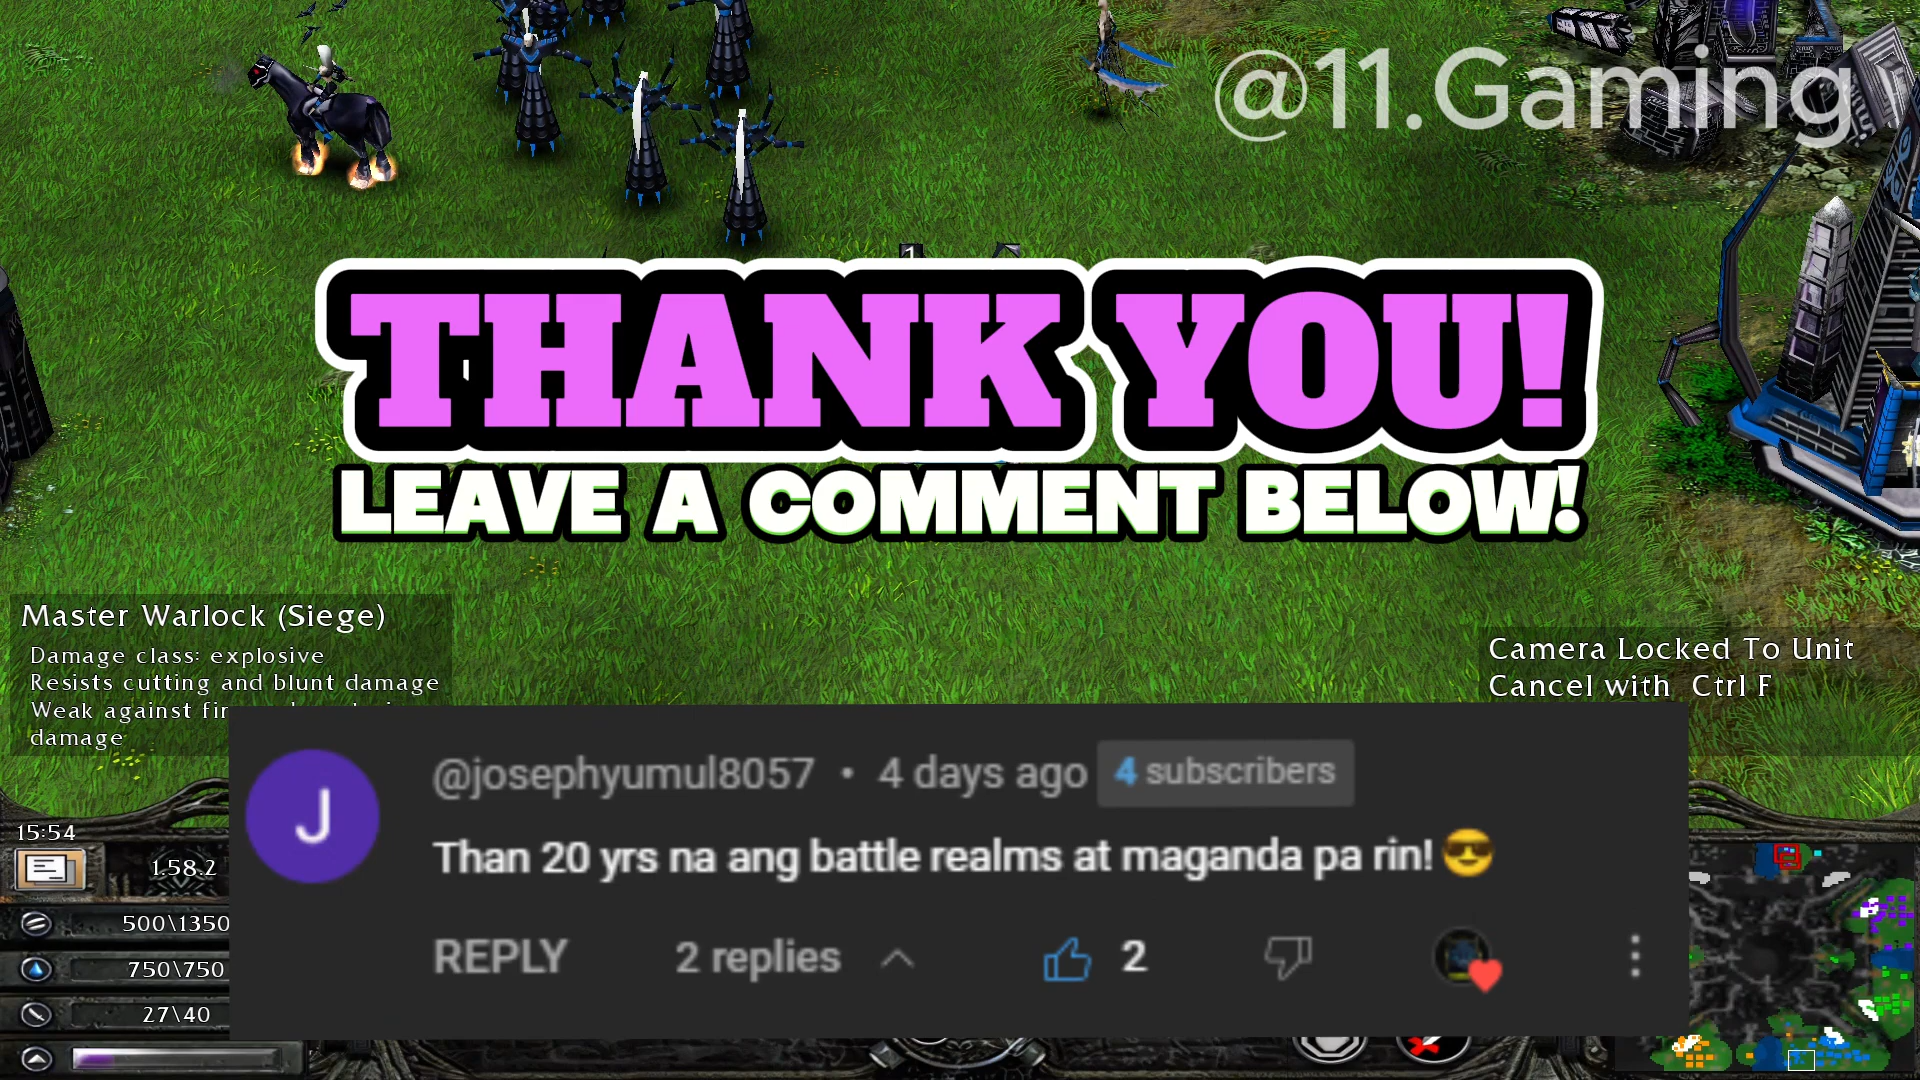 @11.Gaming
1
THANK YOU!
LEAVE A COMMENT BELOW!
Master Warlock (Siege)
Damage class: explosive
Resists cutting and blunt damage
Weak against
damage
Camera Locked To Unit
Cancel with Ctrl F
@josephyumul8057 • 4 days ago 4 subscribers
J
Than 20 yrs na ang battle realms at maganda pa rin! 😎
REPLY 2 replies 2
15:54
1.58.2
500\1350
750\750
27\40